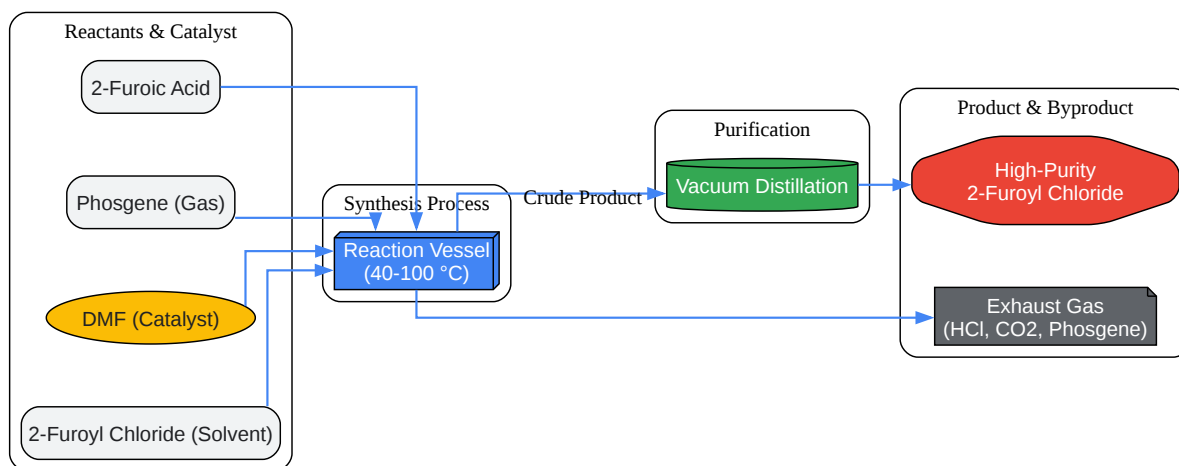 Reactants & Catalyst
2-Furoic Acid
Phosgene (Gas)
DMF (Catalyst)
2-Furoyl Chloride (Solvent)
Synthesis Process
Reaction Vessel
(40-100 °C)
Crude Product
Purification
Vacuum Distillation
Product & Byproduct
High-Purity
2-Furoyl Chloride
Exhaust Gas
(HCl, CO2, Phosgene)